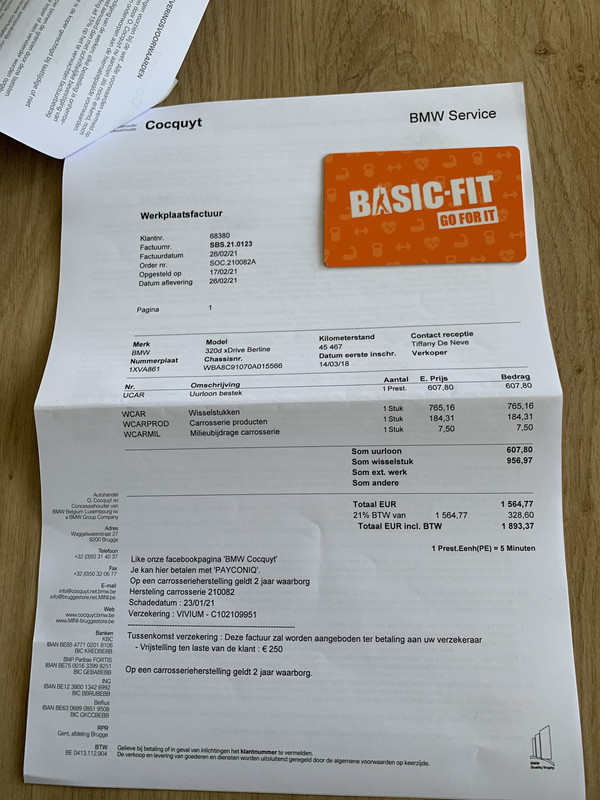 VERINGSVOORWAARDEN
Cocquyt
BMW Service
BASIC-FIT
GO FOR IT
Werkplaatsfactuur
Klantnr. 68380
Factuurnr. SBS.21.0123
Factuurdatum 26/02/21
Order nr. SOC.210082A
Opgesteld op 17/02/21
Datum aflevering 26/02/21
Pagina 1
Merk Model Kilometerstand Contact receptie
BMW 320d xDrive Berline 45 467 Tiffany De Neve
Nummerplaat Chassisnr. Datum eerste inschr. Verkoper
1XVA861 WBA8C91070A015566 14/03/18
Nr. Omschrijving Aantal E. Prijs Bedrag
UCAR Uurloon bestek 1 Prest. 607,80 607,80
WCAR Wisselstukken 1 Stuk 765,16 765,16
WCARPROD Carrosserie producten 1 Stuk 184,31 184,31
WCARMIL Milieubijdrage carrosserie 1 Stuk 7,50 7,50
Som uurloon 607,80
Som wisselstuk 956,97
Som ext. werk
Som andere
Totaal EUR 1 564,77
21% BTW van 1 564,77 328,60
Totaal EUR incl. BTW 1 893,37
1 Prest.Eenh(PE) = 5 Minuten
Like onze facebookpagina 'BMW Cocquyt'
Je kan hier betalen met 'PAYCONIQ'.
Op een carrosserieherstelling geldt 2 jaar waarborg
Hersteling carrosserie 210082
Schadedatum : 23/01/21
Verzekering : VIVIUM - C102109951
Tussenkomst verzekering : Deze factuur zal worden aangeboden ter betaling aan uw verzekeraar
- Vrijstelling ten laste van de klant : € 250
Op een carrosserieherstelling geldt 2 jaar waarborg.
Autohandel
O. Cocquyt nv
Concessiehouder van
BMW Belgium Luxembourg nv
a BMW Group Company
Adres
Waggelwaterstraat 27
8200 Brugge
Telefoon
+32 (0)50 31 40 37
Fax
+32 (0)50 32 06 77
E-mail
info@cocquyt.net.bmw.be
info@bruggestore.net.MINI.be
Web
www.cocquyt.bmw.be
www.MINI-bruggestore.be
Banken
KBC
IBAN BE85 4771 0201 8106
BIC KREDBEBB
BNP Paribas FORTIS
IBAN BE75 0016 3399 9251
BIC GEBABEBB
ING
IBAN BE12 3800 1342 6992
BIC BBRUBEBB
Belfius
IBAN BE63 0689 0851 9508
BIC GKCCBEBB
RPR
Gent, afdeling Brugge
BTW
BE 0413.112.904
Gelieve bij betaling of in geval van inlichtingen het klantnummer te vermelden.
De verkoop en levering van goederen en diensten worden uitsluitend geregeld door de algemene voorwaarden op keerzijde.
BMW
Quality Trophy